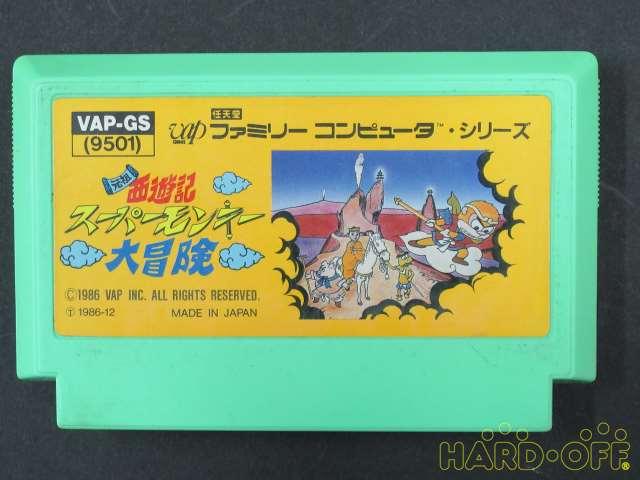 VAP-GS
(9501)
vap
任天堂
ファミリー コンピュータ™・シリーズ
元祖
西遊記
スーパーモンキー
大冒険
©1986 VAP INC. ALL RIGHTS RESERVED.
Ⓣ 1986-12 MADE IN JAPAN
HARD・OFF®